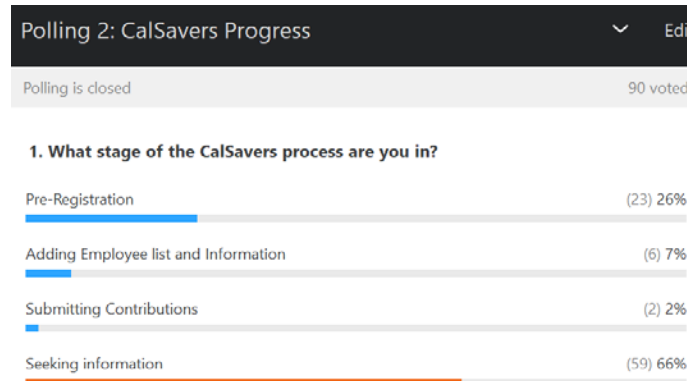 Polling 2: CalSavers Progress Edi
Polling is closed 90 voted
1. What stage of the CalSavers process are you in?
Pre-Registration (23) 26%
Adding Employee list and Information (6) 7%
Submitting Contributions (2) 2%
Seeking information (59) 66%